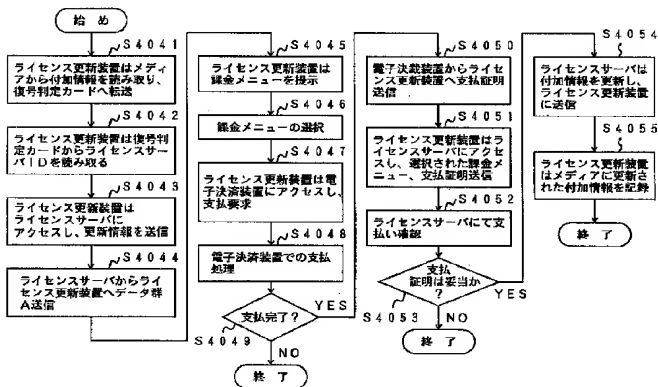 始め
S4041
ライセンス更新装置はメディ
アから付加情報を読み取り、
復号判定カードへ転送
S4042
ライセンス更新装置は復号判
定カードからライセンスサー
バIDを読み取る
S4043
ライセンス更新装置は
ライセンスサーバに
アクセスし、更新情報を送信
S4044
ライセンスサーバからライ
センス更新装置へデータ群
A送信
S4045
ライセンス更新装置は
課金メニューを提示
S4046
課金メニューの選択
S4047
ライセンス更新装置は電
子決済装置にアクセスし、
支払要求
S4048
電子決済装置での支払
処理
支払完了?
YES
S4049
NO
終了
S4050
電子決裁装置からライセ
ンス更新装置へ支払証明
送信
S4051
ライセンス更新装置はラ
イセンスサーバにアクセ
スし、選択された課金メ
ニュー、支払証明送信
S4052
ライセンスサーバにて支
払い確認
支払
証明は妥当か
?
YES
S4053
NO
終了
S4054
ライセンスサーバは
付加情報を更新し、
ライセンス更新装置
に送信
S4055
ライセンス更新装置
はメディアに更新さ
れた付加情報を記録
終了